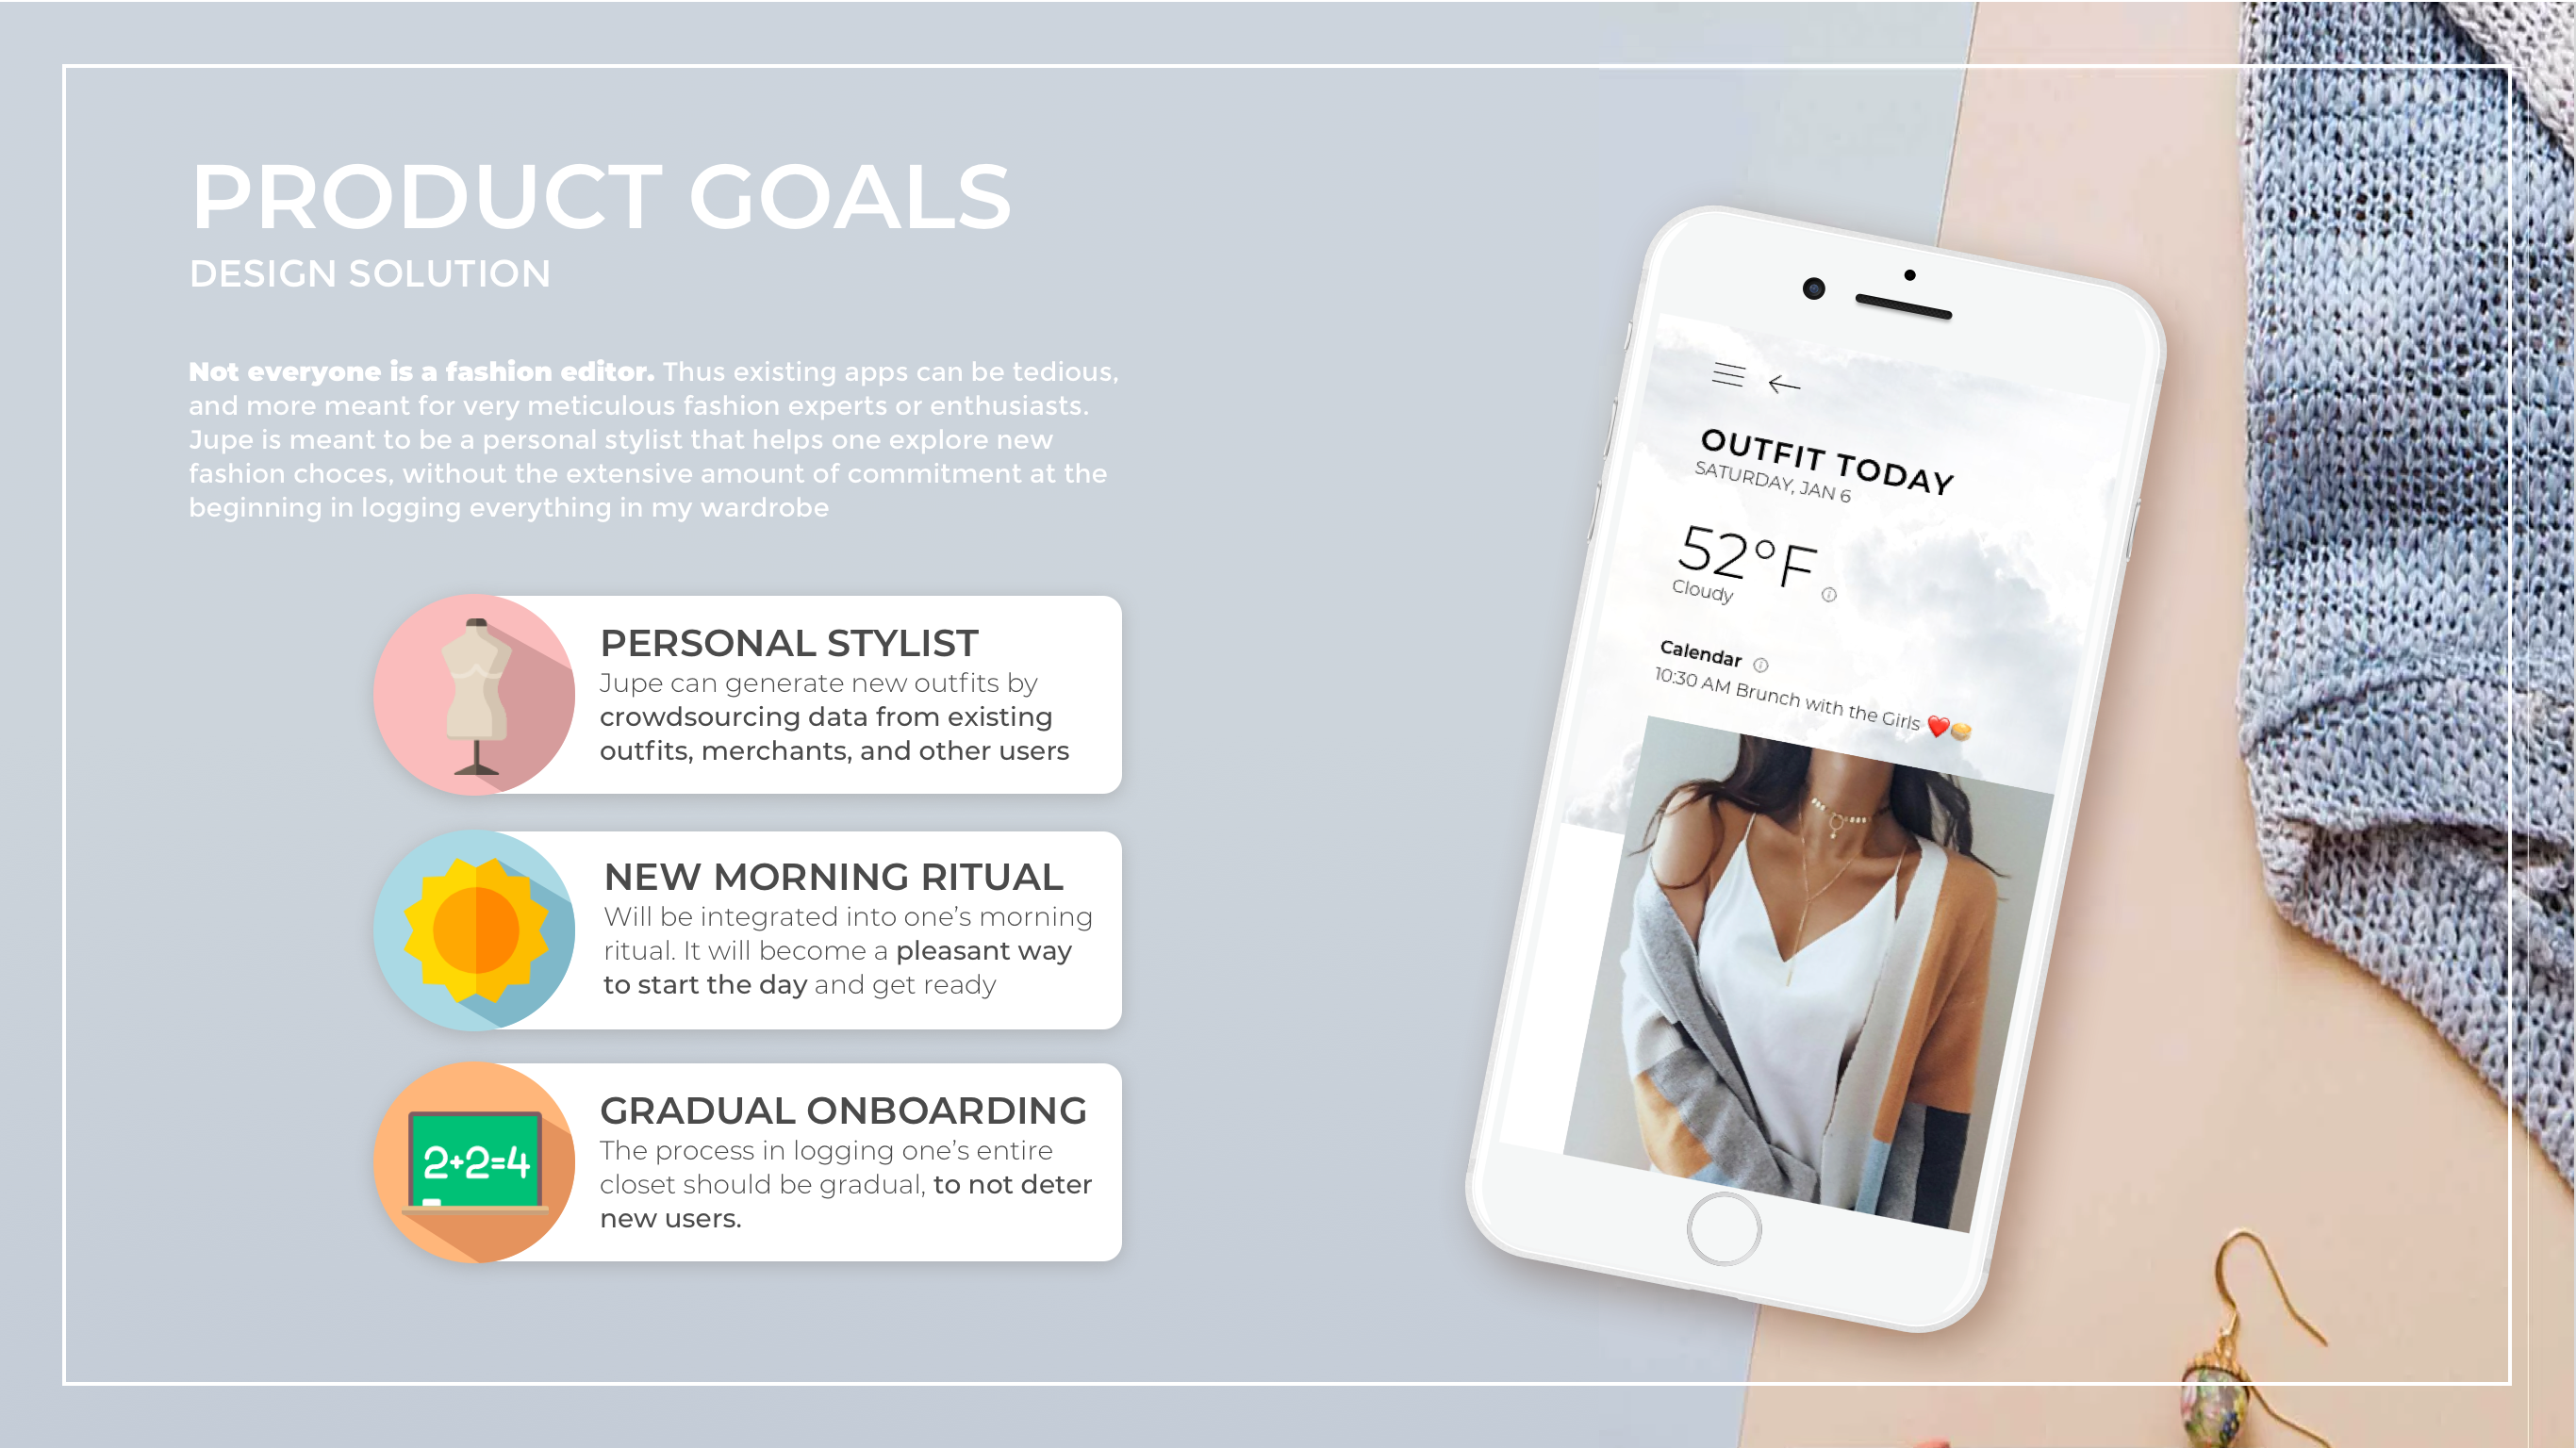 PRODUCT GOALS
DESIGN SOLUTION
Not everyone is a fashion editor. Thus existing apps can be tedious,
and more meant for very meticulous fashion experts or enthusiasts.
Jupe is meant to be a personal stylist that helps one explore new
fashion choces, without the extensive amount of commitment at the
beginning in logging everything in my wardrobe
PERSONAL STYLIST
Jupe can generate new outfits by
crowdsourcing data from existing
outfits, merchants, and other users
NEW MORNING RITUAL
Will be integrated into one’s morning
ritual. It will become a pleasant way
to start the day and get ready
2+2=4
GRADUAL ONBOARDING
The process in logging one’s entire
closet should be gradual, to not deter
new users.
OUTFIT TODAY
SATURDAY, JAN 6
52°F
Cloudy
Calendar
10:30 AM Brunch with the Girls ❤️🥧